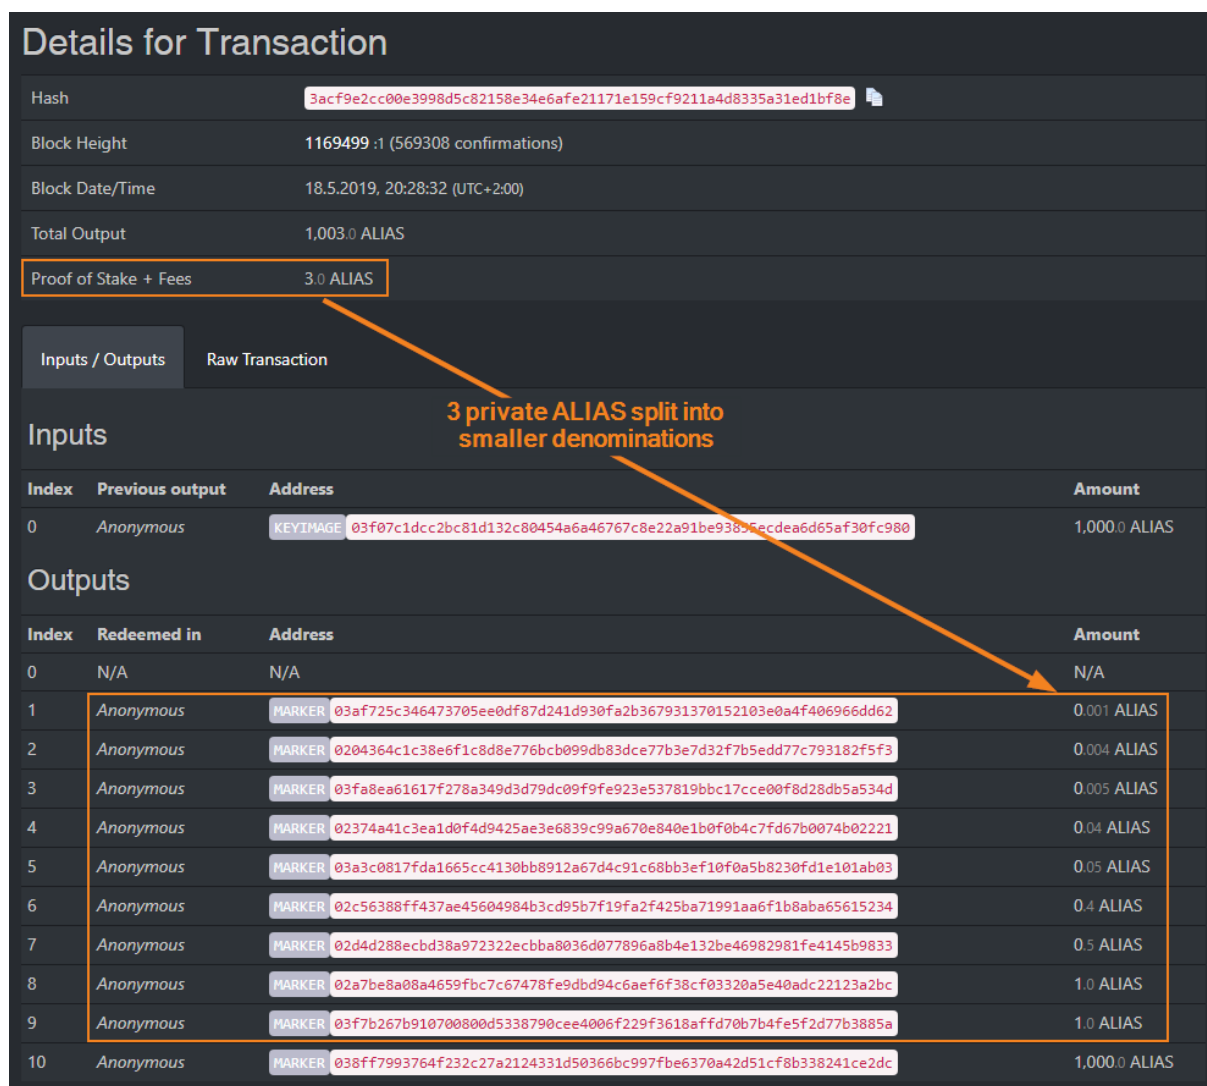 Details for Transaction
Hash 3acf9e2cc00e3998d5c82158e34e6afe21171e159cf9211a4d8335a31ed1bf8e
Block Height 1169499 :1 (569308 confirmations)
Block Date/Time 18.5.2019, 20:28:32 (UTC+2:00)
Total Output 1,003.0 ALIAS
Proof of Stake + Fees 3.0 ALIAS
Inputs / Outputs Raw Transaction
3 private ALIAS split into
smaller denominations
Inputs
Index Previous output Address Amount
0 Anonymous KEYIMAGE 1,000.0 ALIAS
Outputs
Index Redeemed in Address Amount
0 N/A N/A N/A
1 Anonymous MARKER 03af725c346473705ee0df87d241d930fa2b367931370152103e0a4f406966dd62 0.001 ALIAS
2 Anonymous MARKER 0204364c1c38e6f1c8d8e776bcb099db83dce77b3e7d32f7b5edd77c793182f5f3 0.004 ALIAS
3 Anonymous MARKER 03fa8ea61617f278a349d3d79dc09f9fe923e537819bbc17cce00f8d28db5a534d 0.005 ALIAS
4 Anonymous MARKER 02374a41c3ea1d0f4d9425ae3e6839c99a670e840e1b0f0b4c7fd67b0074b02221 0.04 ALIAS
5 Anonymous MARKER 03a3c0817fda1665cc4130bb8912a67d4c91c68bb3ef10f0a5b8230fd1e101ab03 0.05 ALIAS
6 Anonymous MARKER 02c56388ff437ae45604984b3cd95b7f19fa2f425ba71991aa6f1b8aba65615234 0.4 ALIAS
7 Anonymous MARKER 02d4d288ecbd38a972322ecbba8036d077896a8b4e132be46982981fe4145b9833 0.5 ALIAS
8 Anonymous MARKER 02a7be8a08a4659fbc7c67478fe9dbd94c6aef6f38cf03320a5e40adc22123a2bc 1.0 ALIAS
9 Anonymous MARKER 03f7b267b910700800d5338790cee4006f229f3618affd70b7b4fe5f2d77b3885a 1.0 ALIAS
10 Anonymous MARKER 038ff7993764f232c27a2124331d50366bc997fbe6370a42d51cf8b338241ce2dc 1,000.0 ALIAS